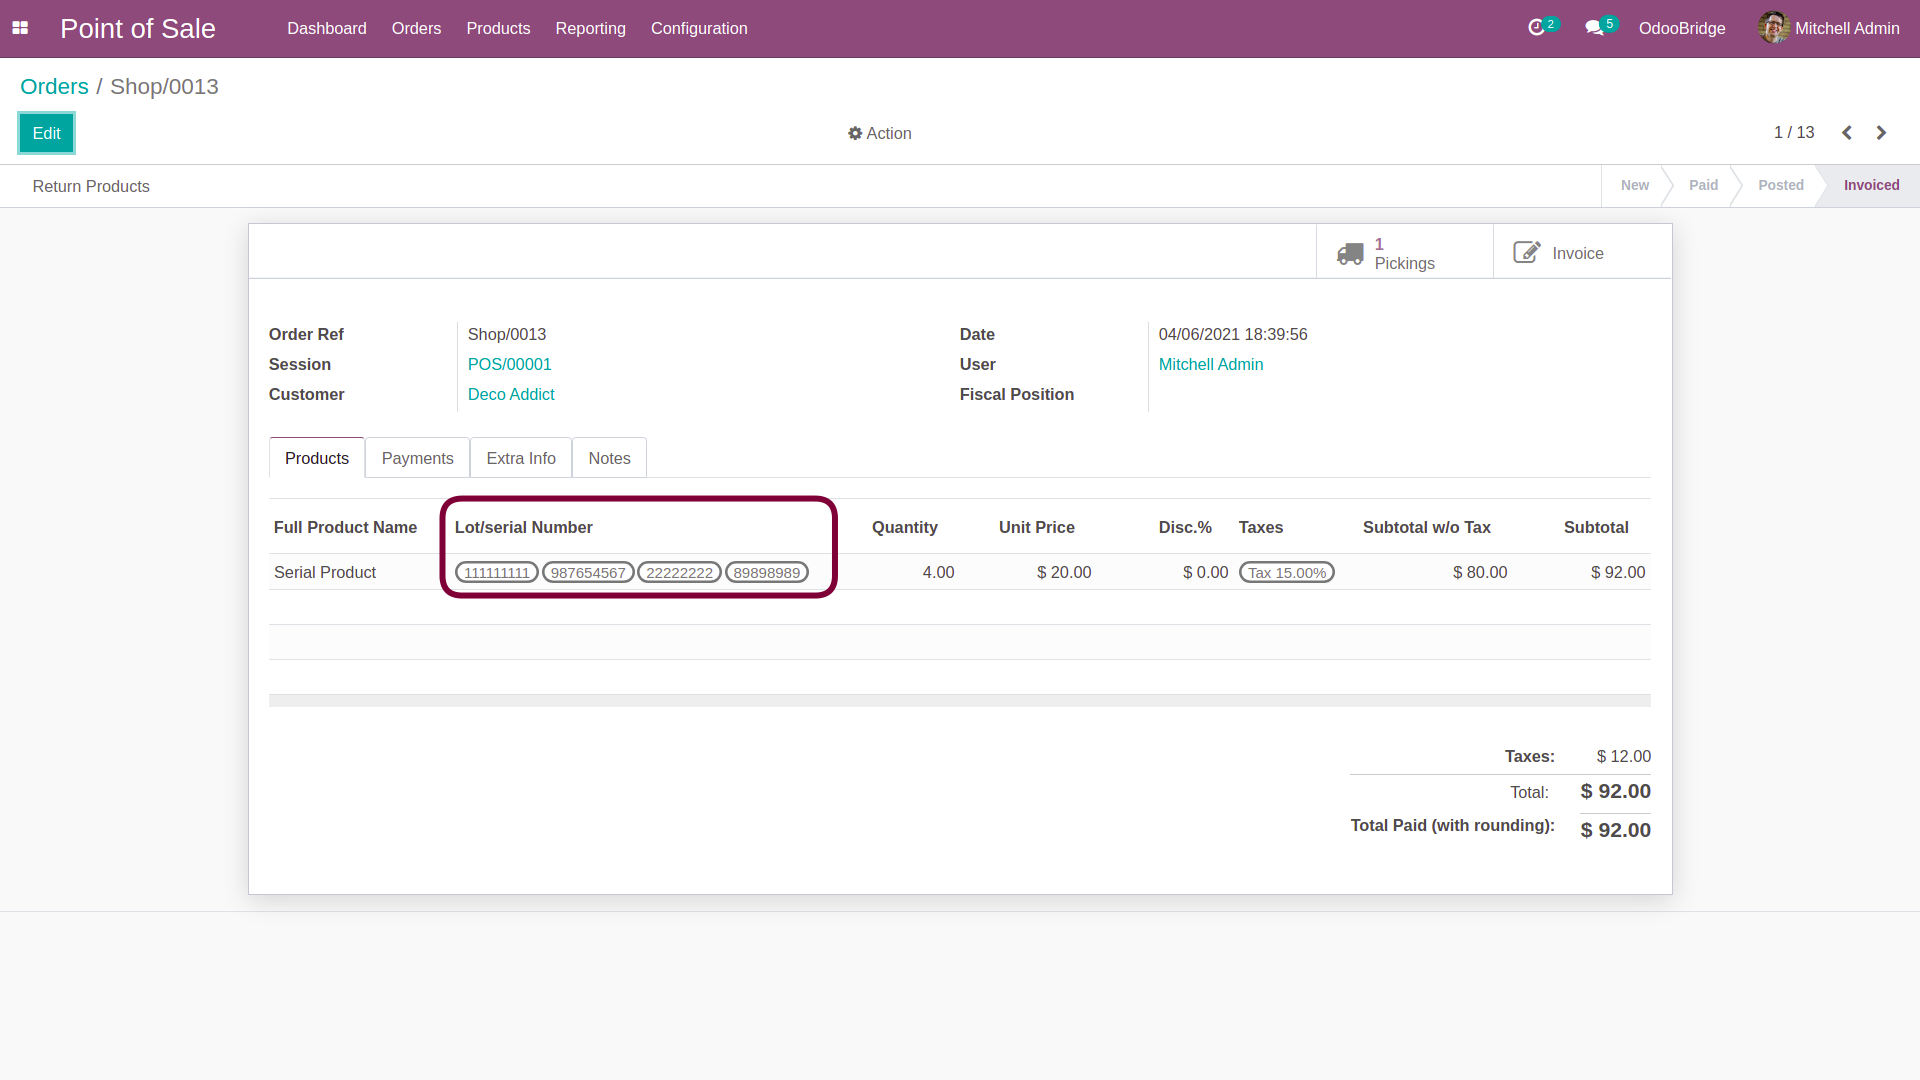 Point of Sale Dashboard Orders Products Reporting Configuration 2 5 OdooBridge Mitchell Admin
Orders / Shop/0013
Edit Action 1 / 13
Return Products New Paid Posted Invoiced
1
Pickings Invoice
Order Ref Shop/0013 Date 04/06/2021 18:39:56
Session POS/00001 User Mitchell Admin
Customer Deco Addict Fiscal Position
Products Payments Extra Info Notes
Full Product Name Lot/serial Number Quantity Unit Price Disc.% Taxes Subtotal w/o Tax Subtotal
Serial Product 111111111 987654567 22222222 89898989 4.00 $ 20.00 $ 0.00 Tax 15.00% $ 80.00 $ 92.00
Taxes: $ 12.00
Total: $ 92.00
Total Paid (with rounding): $ 92.00